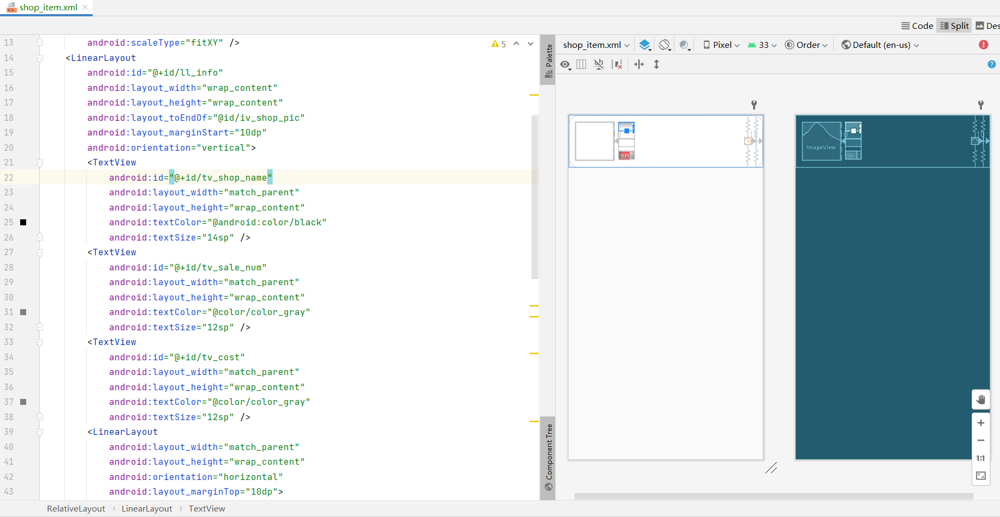 shop_item.xml
Code Split Des
13 android:scaleType="fitXY" />
14 <LinearLayout
15 android:id="@+id/ll_info"
16 android:layout_width="wrap_content"
17 android:layout_height="wrap_content"
18 android:layout_toEndOf="@id/iv_shop_pic"
19 android:layout_marginStart="10dp"
20 android:orientation="vertical">
21 <TextView
22 android:id="@+id/tv_shop_name"
23 android:layout_width="match_parent"
24 android:layout_height="wrap_content"
25 android:textColor="@android:color/black"
26 android:textSize="14sp" />
27 <TextView
28 android:id="@+id/tv_sale_num"
29 android:layout_width="match_parent"
30 android:layout_height="wrap_content"
31 android:textColor="@color/color_gray"
32 android:textSize="12sp" />
33 <TextView
34 android:id="@+id/tv_cost"
35 android:layout_width="match_parent"
36 android:layout_height="wrap_content"
37 android:textColor="@color/color_gray"
38 android:textSize="12sp" />
39 <LinearLayout
40 android:layout_width="match_parent"
41 android:layout_height="wrap_content"
42 android:orientation="horizontal"
43 android:layout_marginTop="10dp">
5
Palette
Component Tree
shop_item.xml Pixel 33 Order Default (en-us)
福利
ImageView
福利
1:1
RelativeLayout › LinearLayout › TextView